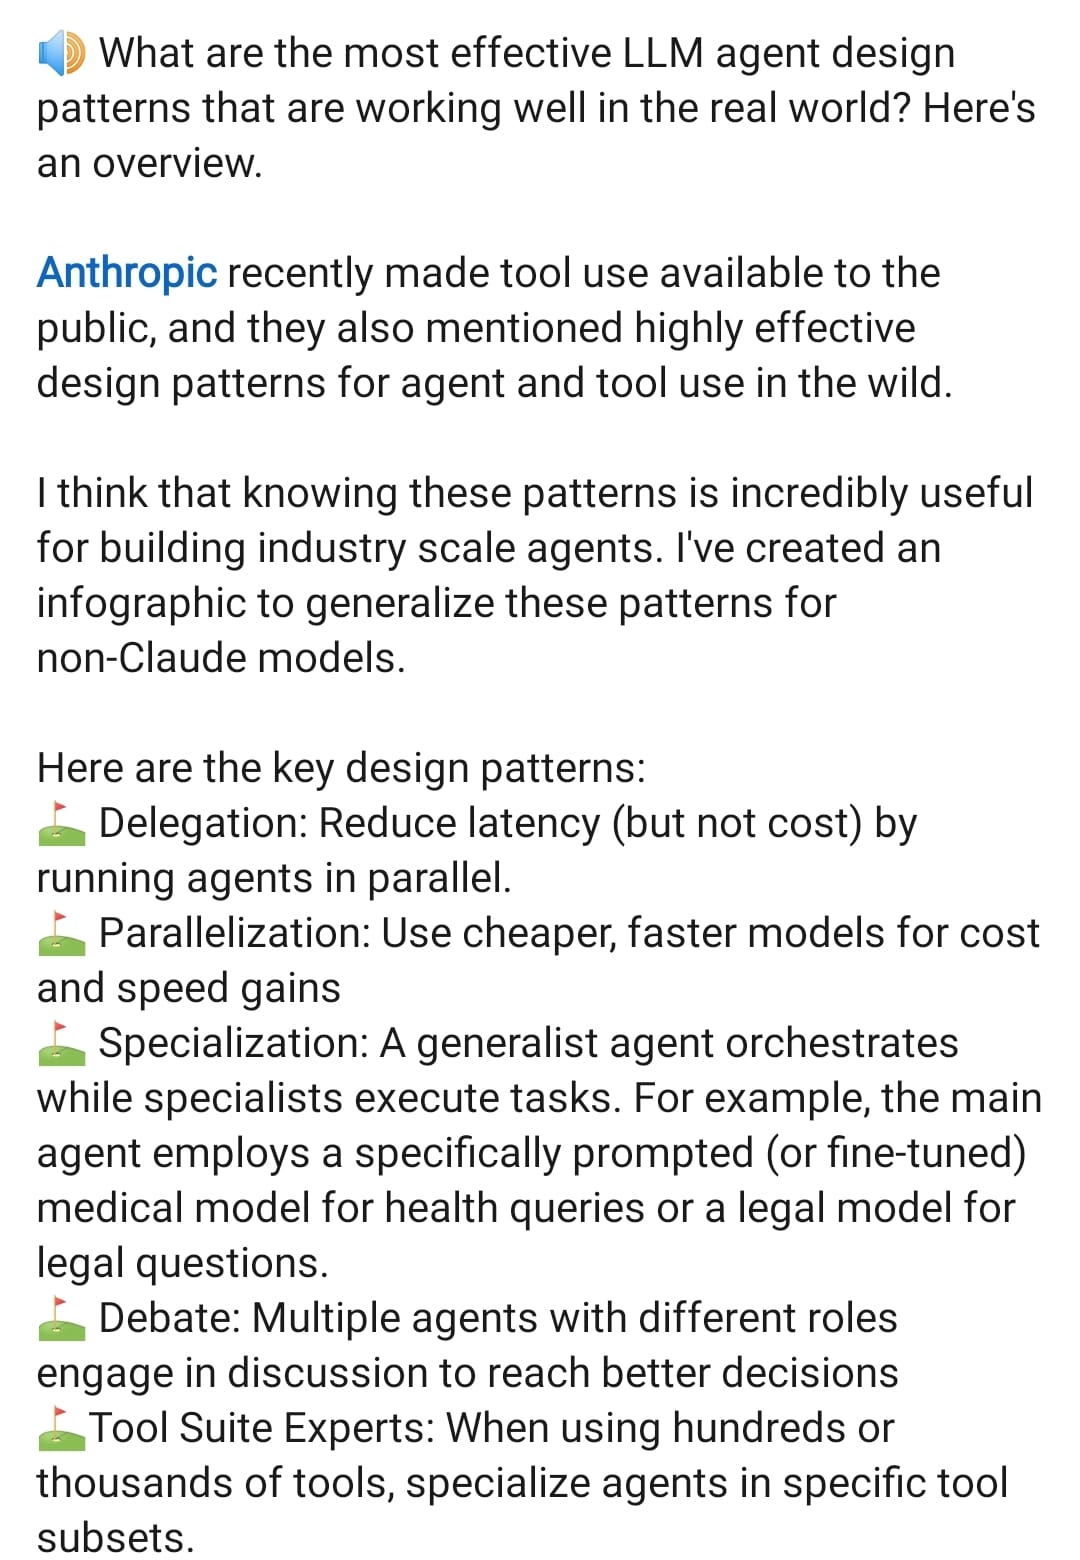 🔊 What are the most effective LLM agent design
patterns that are working well in the real world? Here's
an overview.
Anthropic recently made tool use available to the
public, and they also mentioned highly effective
design patterns for agent and tool use in the wild.
I think that knowing these patterns is incredibly useful
for building industry scale agents. I've created an
infographic to generalize these patterns for
non-Claude models.
Here are the key design patterns:
⛳ Delegation: Reduce latency (but not cost) by
running agents in parallel.
⛳ Parallelization: Use cheaper, faster models for cost
and speed gains
⛳ Specialization: A generalist agent orchestrates
while specialists execute tasks. For example, the main
agent employs a specifically prompted (or fine-tuned)
medical model for health queries or a legal model for
legal questions.
⛳ Debate: Multiple agents with different roles
engage in discussion to reach better decisions
⛳Tool Suite Experts: When using hundreds or
thousands of tools, specialize agents in specific tool
subsets.